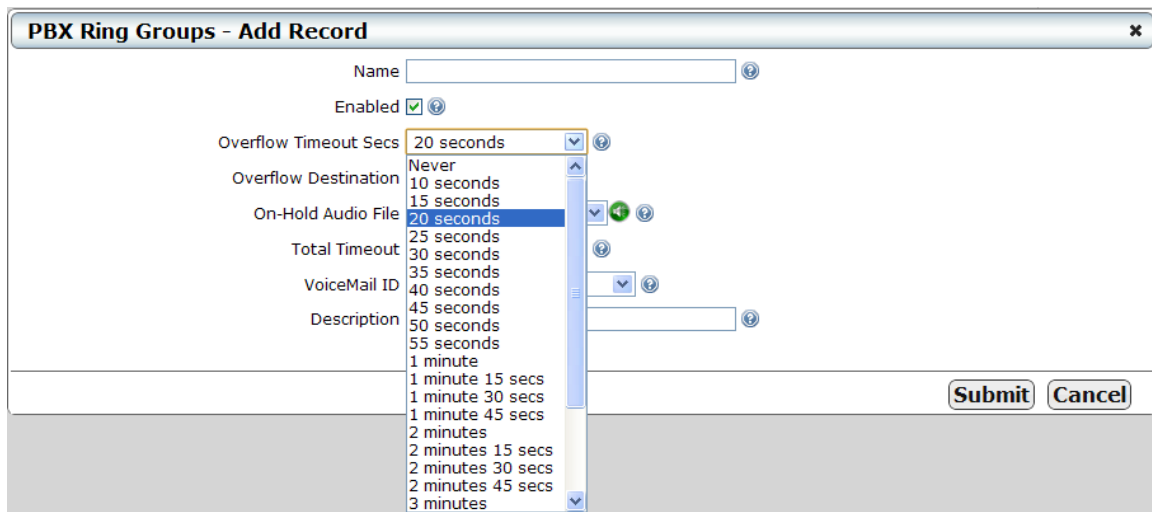 PBX Ring Groups - Add Record
Name
Enabled
Overflow Timeout Secs 20 seconds
Overflow Destination
On-Hold Audio File
Total Timeout
VoiceMail ID
Description
Never
10 seconds
15 seconds
20 seconds
25 seconds
30 seconds
35 seconds
40 seconds
45 seconds
50 seconds
55 seconds
1 minute
1 minute 15 secs
1 minute 30 secs
1 minute 45 secs
2 minutes
2 minutes 15 secs
2 minutes 30 secs
2 minutes 45 secs
3 minutes
Submit Cancel